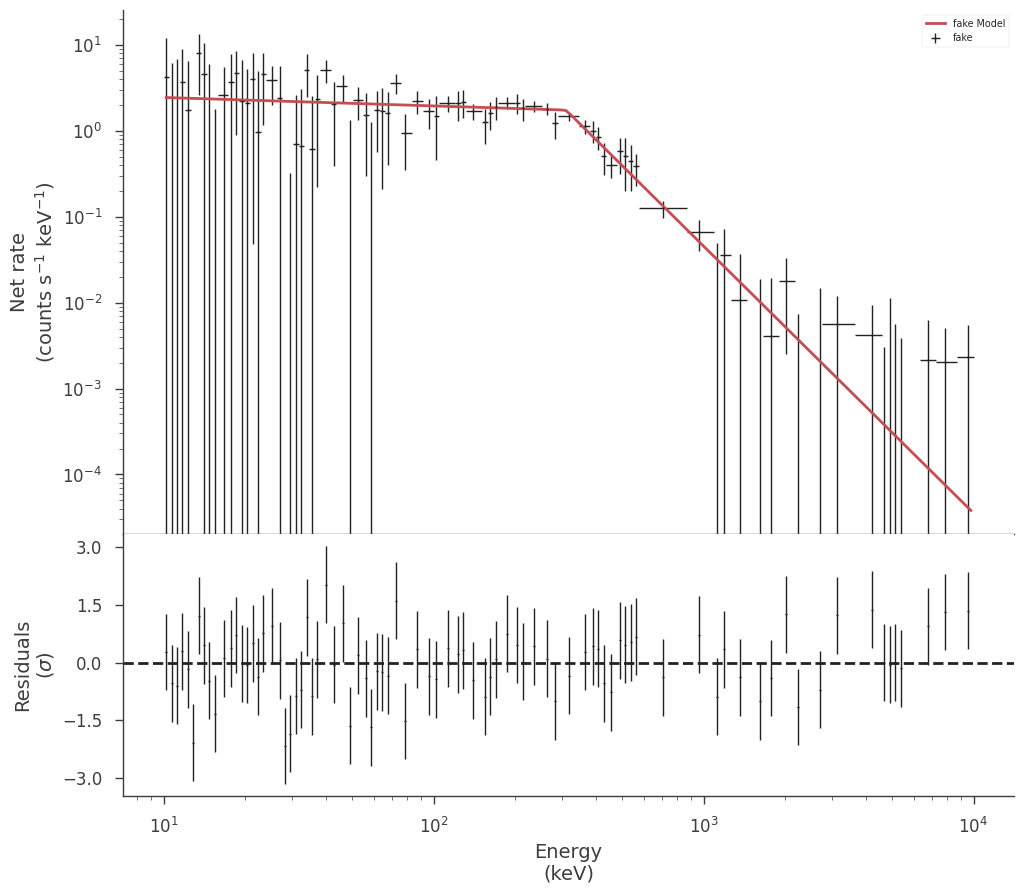 fake Model
fake
10¹
10⁰
10⁻¹
10⁻²
10⁻³
10⁻⁴
Net rate
(counts s⁻¹ keV⁻¹)
3.0
1.5
0.0
−1.5
−3.0
Residuals
(σ)
10¹ 10² 10³ 10⁴
Energy
(keV)